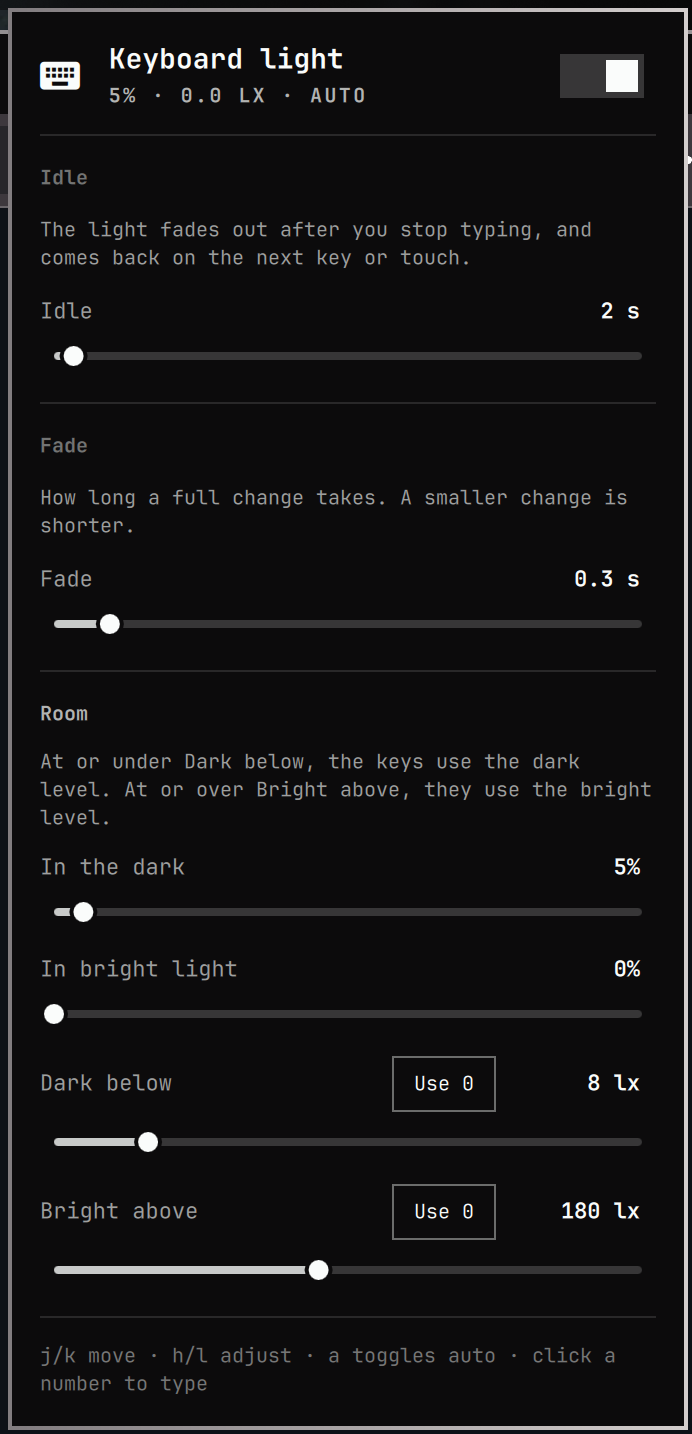 Keyboard light
5% · 0.0 LX · AUTO
Idle
The light fades out after you stop typing, and
comes back on the next key or touch.
Idle 2 s
Fade
How long a full change takes. A smaller change is
shorter.
Fade 0.3 s
Room
At or under Dark below, the keys use the dark
level. At or over Bright above, they use the bright
level.
In the dark 5%
In bright light 0%
Dark below Use 0 8 lx
Bright above Use 0 180 lx
j/k move · h/l adjust · a toggles auto · click a
number to type